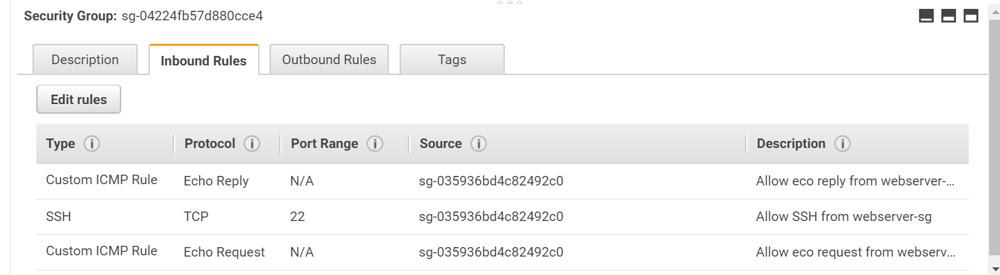 Security Group: sg-04224fb57d880cce4
Description Inbound Rules Outbound Rules Tags
Edit rules
Type Protocol Port Range Source Description
Custom ICMP Rule Echo Reply N/A sg-035936bd4c82492c0 Allow eco reply from webserver-...
SSH TCP 22 sg-035936bd4c82492c0 Allow SSH from webserver-sg
Custom ICMP Rule Echo Request N/A sg-035936bd4c82492c0 Allow eco request from webserv...